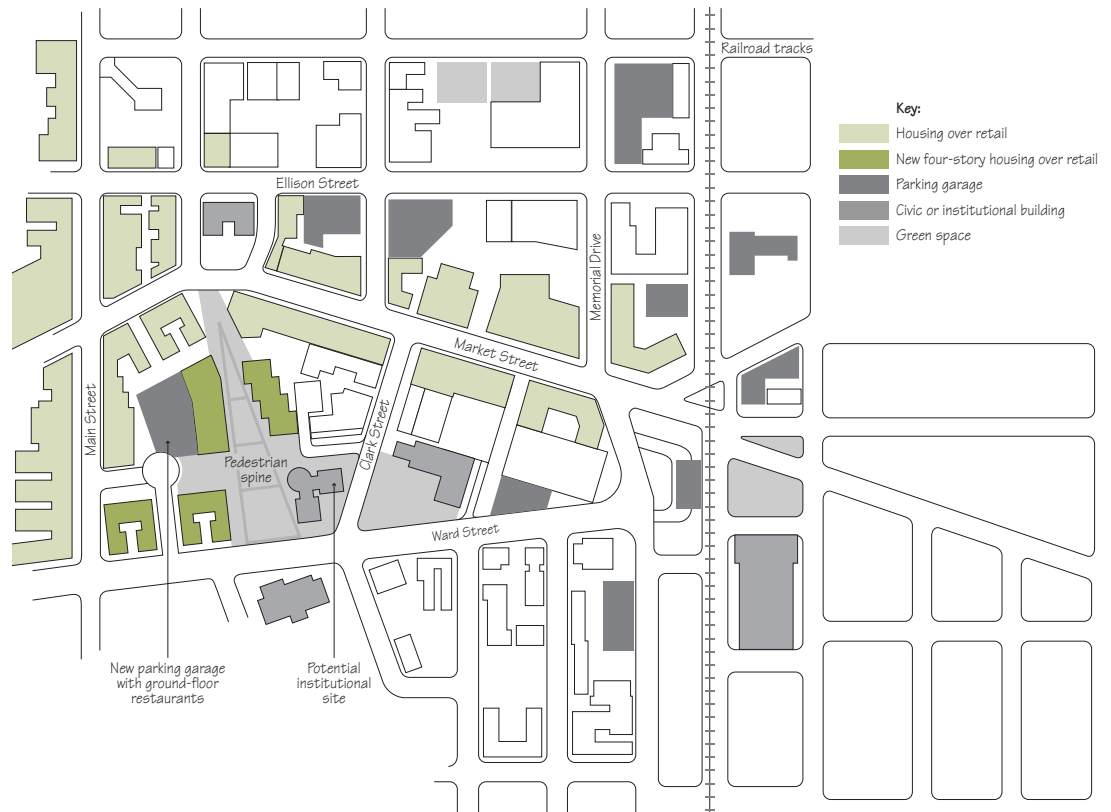 Railroad tracks
Key:
Housing over retail
New four-story housing over retail
Parking garage
Civic or institutional building
Green space
Ellison Street
Memorial Drive
Market Street
Main Street
Clark Street
Pedestrian
spine
Ward Street
New parking garage
with ground-floor
restaurants
Potential
institutional
site